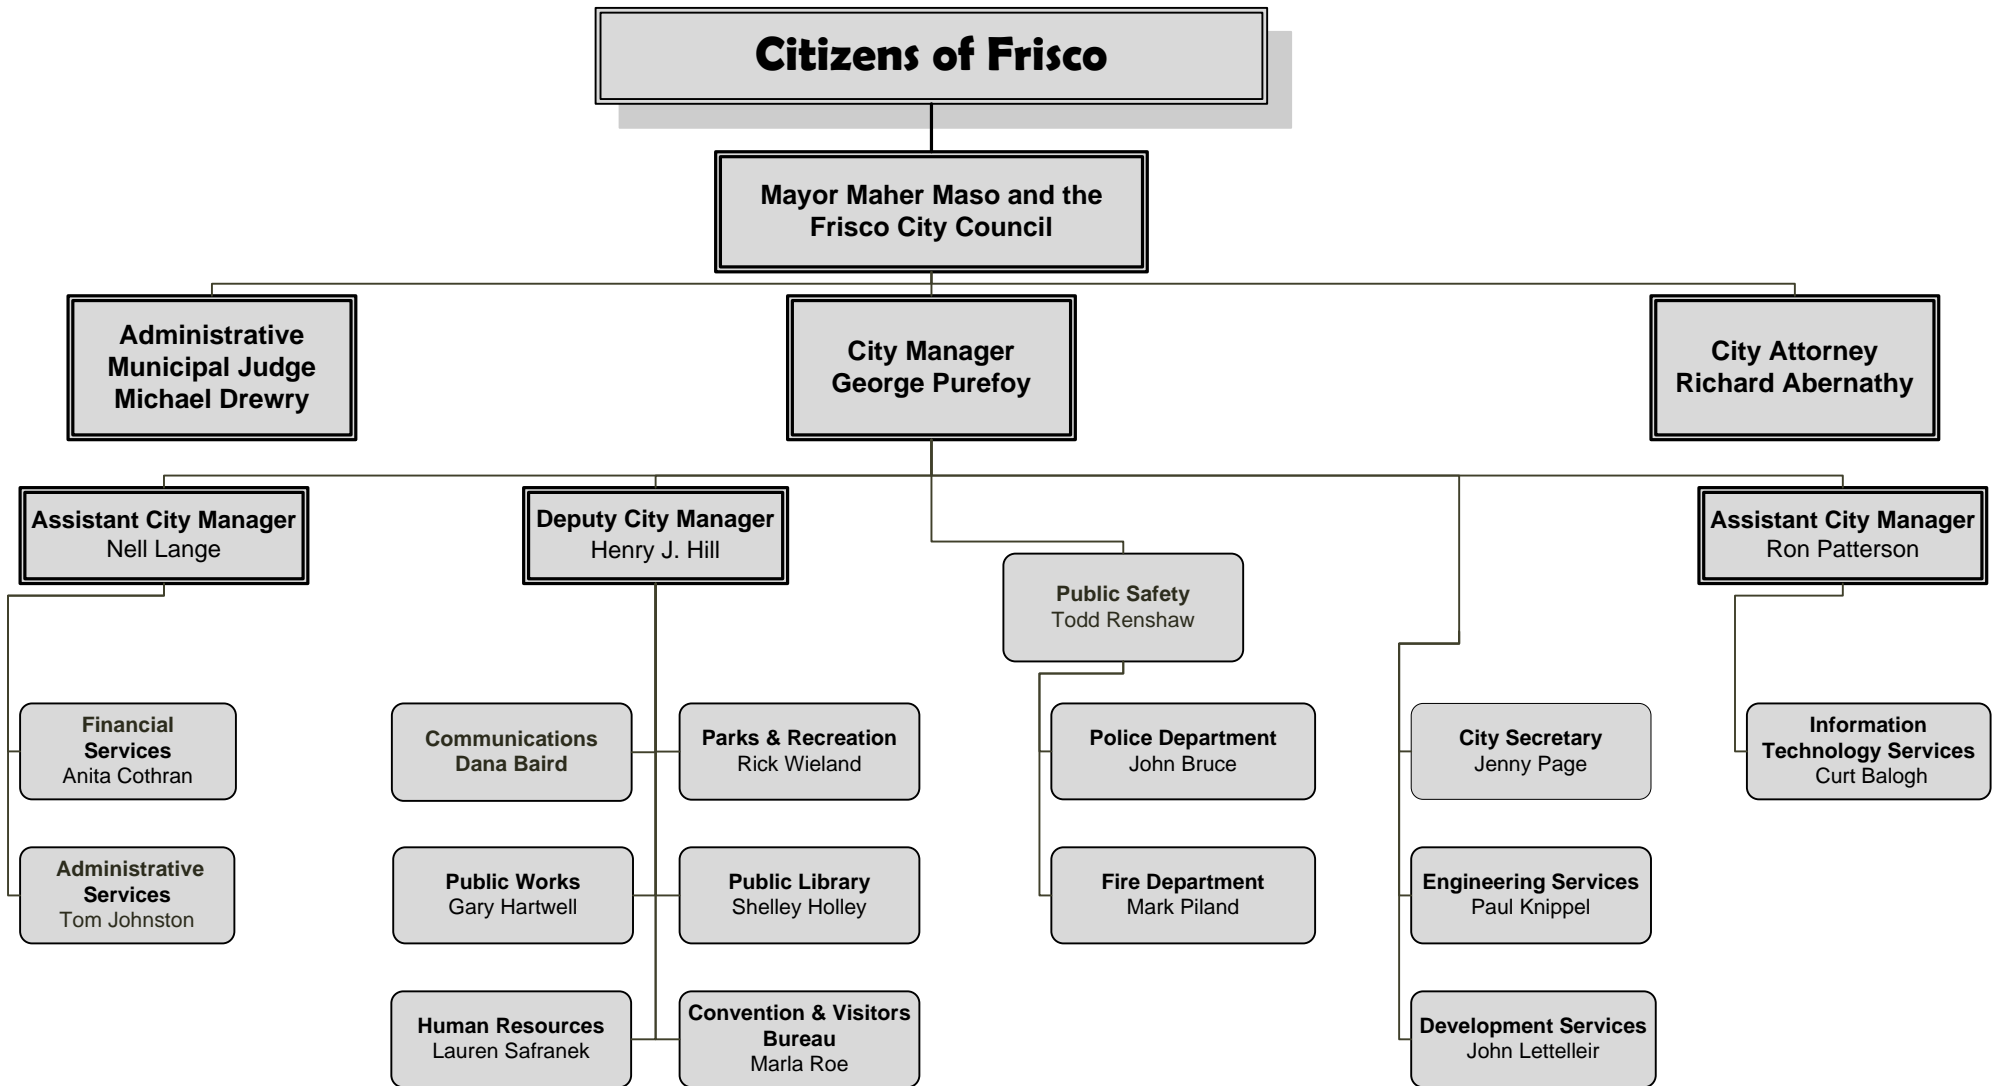 Citizens of Frisco
Mayor Maher Maso and the
Frisco City Council
Administrative
Municipal Judge
Michael Drewry
City Manager
George Purefoy
City Attorney
Richard Abernathy
Assistant City Manager
Nell Lange
Deputy City Manager
Henry J. Hill
Public Safety
Todd Renshaw
Assistant City Manager
Ron Patterson
Financial
Services
Anita Cothran
Communications
Dana Baird
Parks & Recreation
Rick Wieland
Police Department
John Bruce
City Secretary
Jenny Page
Information
Technology Services
Curt Balogh
Administrative
Services
Tom Johnston
Public Works
Gary Hartwell
Public Library
Shelley Holley
Fire Department
Mark Piland
Engineering Services
Paul Knippel
Human Resources
Lauren Safranek
Convention & Visitors
Bureau
Marla Roe
Development Services
John Lettelleir